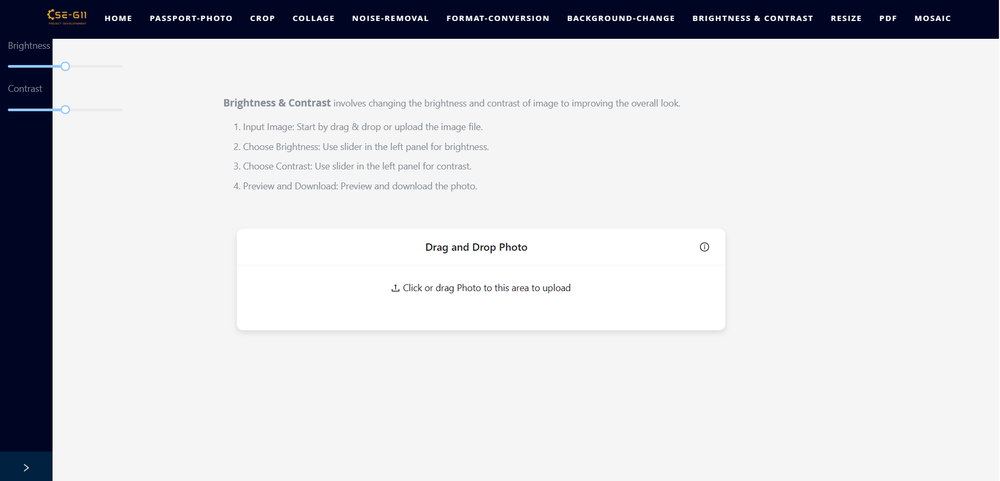 CSE-G11
PROJECT DEVELOPEMENT
HOME PASSPORT-PHOTO CROP COLLAGE NOISE-REMOVAL FORMAT-CONVERSION BACKGROUND-CHANGE BRIGHTNESS & CONTRAST RESIZE PDF MOSAIC
Brightness
Contrast
Brightness & Contrast involves changing the brightness and contrast of image to improving the overall look.
1. Input Image: Start by drag & drop or upload the image file.
2. Choose Brightness: Use slider in the left panel for brightness.
3. Choose Contrast: Use slider in the left panel for contrast.
4. Preview and Download: Preview and download the photo.
Drag and Drop Photo
Click or drag Photo to this area to upload